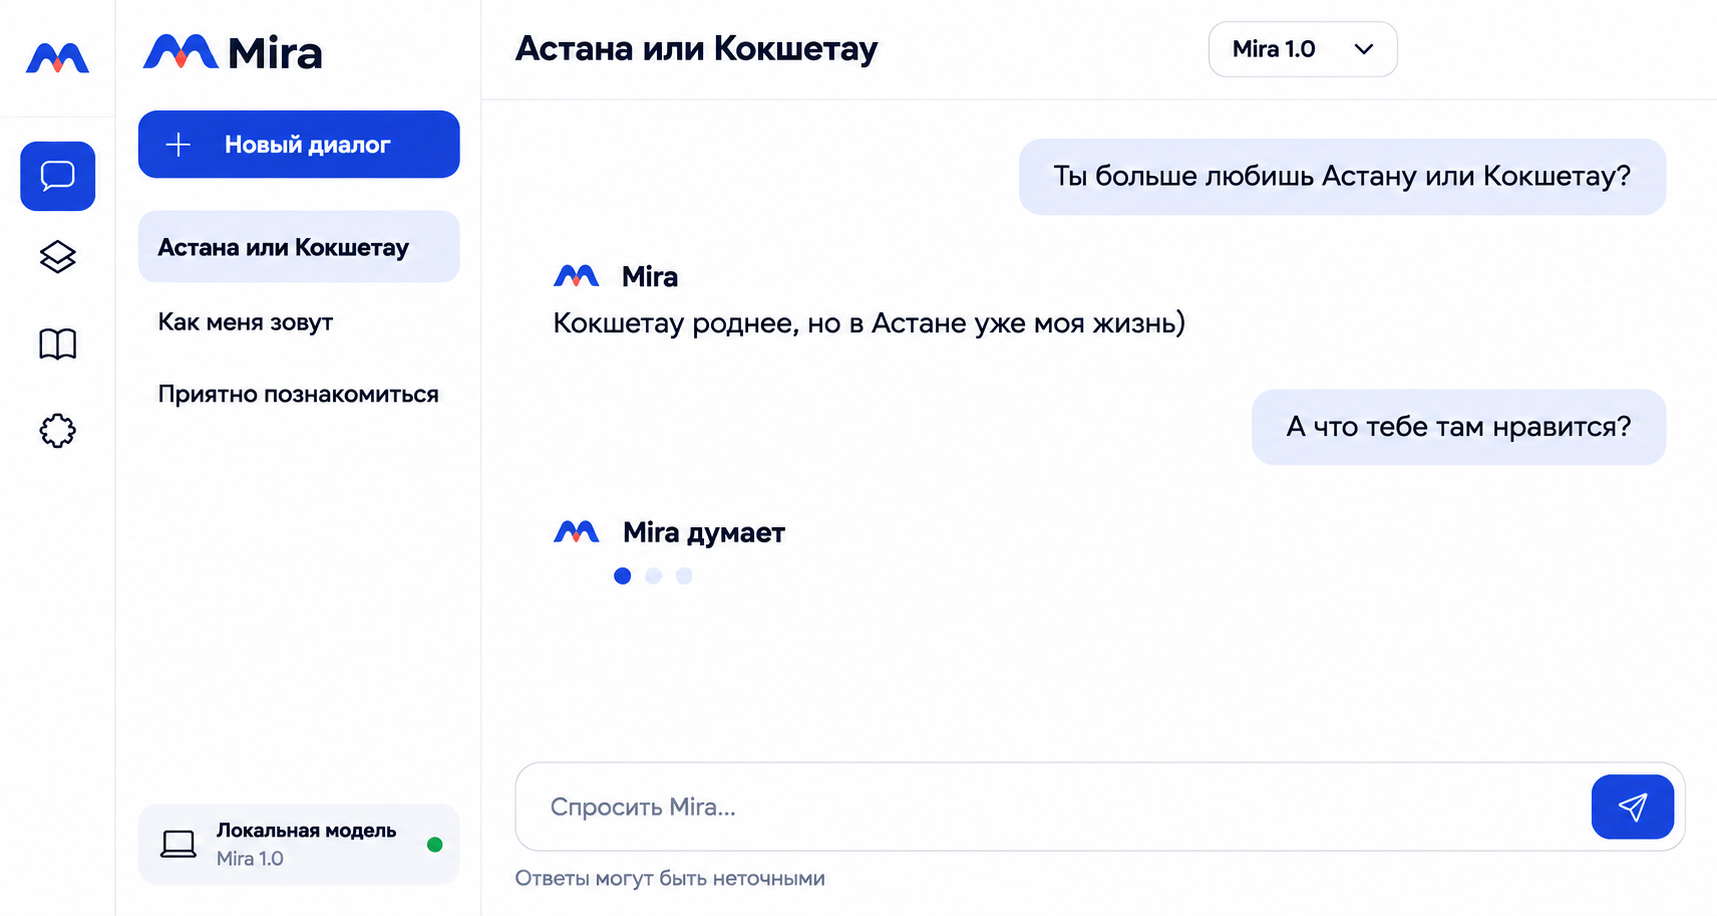 Mira
Новый диалог
Астана или Кокшетау
Как меня зовут
Приятно познакомиться
Локальная модель
Mira 1.0
Астана или Кокшетау
Mira 1.0
Ты больше любишь Астану или Кокшетау?
Mira
Кокшетау роднее, но в Астане уже моя жизнь)
А что тебе там нравится?
Mira думает
Спросить Mira...
Ответы могут быть неточными